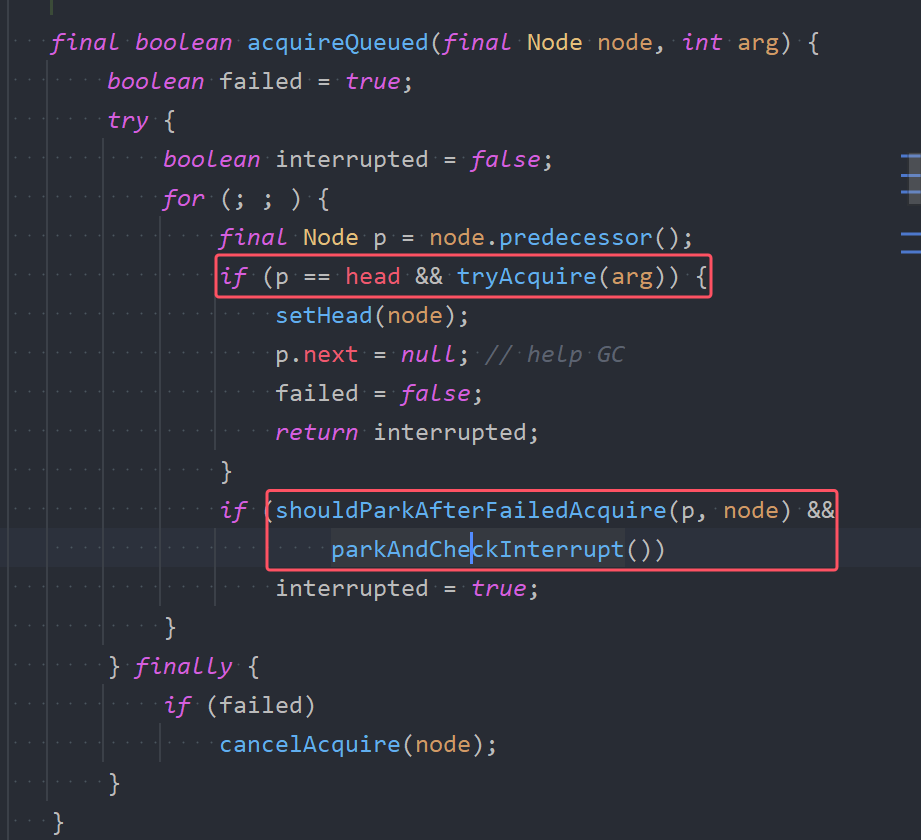 final boolean acquireQueued(final Node node, int arg) {
boolean failed = true;
try {
boolean interrupted = false;
for (; ; ) {
final Node p = node.predecessor();
if (p == head && tryAcquire(arg)) {
setHead(node);
p.next = null; // help GC
failed = false;
return interrupted;
}
if (shouldParkAfterFailedAcquire(p, node) &&
parkAndCheckInterrupt())
interrupted = true;
}
} finally {
if (failed)
cancelAcquire(node);
}
}